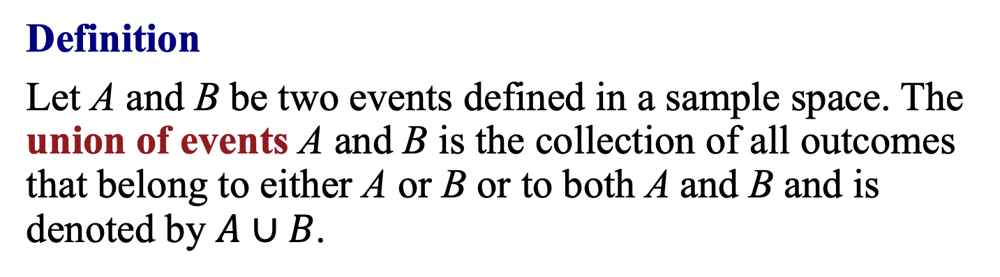 Definition
Let A and B be two events defined in a sample space. The
union of events A and B is the collection of all outcomes
that belong to either A or B or to both A and B and is
denoted by A ∪ B.